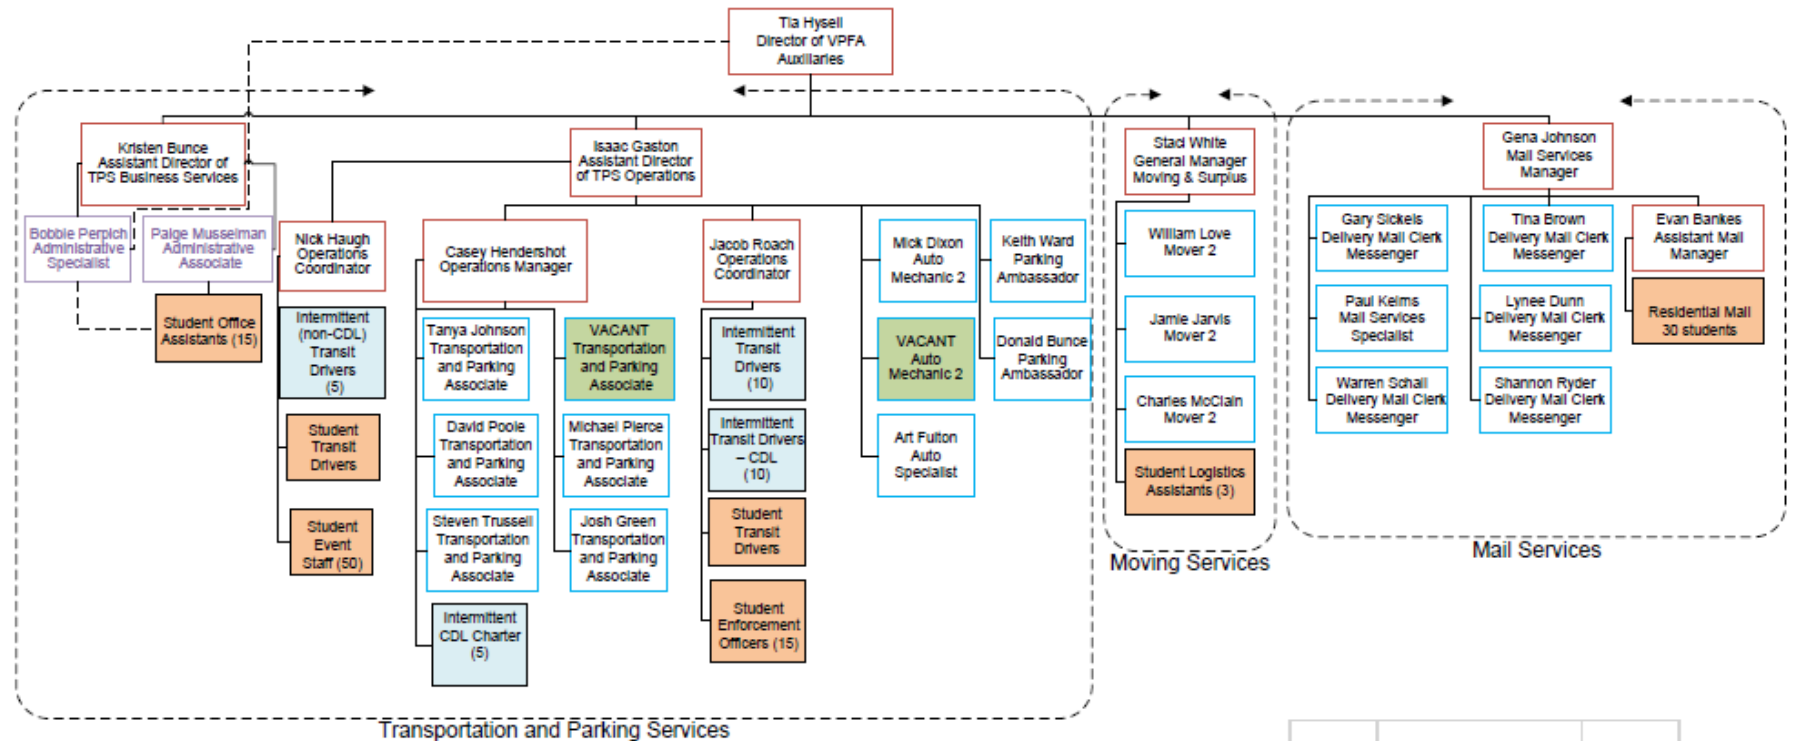 Tia Hysell
Director of VPFA
Auxiliaries
Kristen Bunce
Assistant Director of
TPS Business Services
Isaac Gaston
Assistant Director
of TPS Operations
Staci White
General Manager
Moving & Surplus
Gena Johnson
Mail Services
Manager
Bobbie Perpich
Administrative
Specialist
Paige Musselman
Administrative
Associate
Student Office
Assistants (15)
Nick Haugh
Operations
Coordinator
Intermittent
(non-CDL)
Transit
Drivers
(5)
Student
Transit
Drivers
Student
Event
Staff (50)
Casey Hendershot
Operations Manager
Tanya Johnson
Transportation
and Parking
Associate
VACANT
Transportation
and Parking
Associate
David Poole
Transportation
and Parking
Associate
Michael Pierce
Transportation
and Parking
Associate
Steven Trussell
Transportation
and Parking
Associate
Josh Green
Transportation
and Parking
Associate
Intermittent
CDL Charter
(5)
Jacob Roach
Operations
Coordinator
Intermittent
Transit
Drivers
(10)
Intermittent
Transit Drivers
– CDL
(10)
Student
Transit
Drivers
Student
Enforcement
Officers (15)
Mick Dixon
Auto
Mechanic 2
VACANT
Auto
Mechanic 2
Art Fulton
Auto
Specialist
Keith Ward
Parking
Ambassador
Donald Bunce
Parking
Ambassador
Transportation and Parking Services
William Love
Mover 2
Jamie Jarvis
Mover 2
Charles McClain
Mover 2
Student Logistics
Assistants (3)
Moving Services
Gary Sickels
Delivery Mail Clerk
Messenger
Paul Kelms
Mail Services
Specialist
Warren Schall
Delivery Mail Clerk
Messenger
Tina Brown
Delivery Mail Clerk
Messenger
Lynee Dunn
Delivery Mail Clerk
Messenger
Shannon Ryder
Delivery Mail Clerk
Messenger
Evan Bankes
Assistant Mail
Manager
Residential Mail
30 students
Mail Services